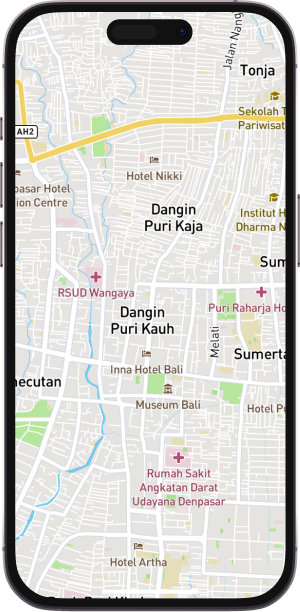 Jalan Nang
Tonja
Sekolah T
Pariwisat
AH2
Hotel Nikki
pasar Hotel
ion Centre
Dangin
Puri Kaja
Institut H
Dharma N
Sum
RSUD Wangaya
Puri Raharja Ho
Dangin
Puri Kauh
Melati
Sumerta
Inna Hotel Bali
necutan
Museum Bali
Hotel Pu
Rumah Sakit
Angkatan Darat
Udayana Denpasar
Hotel Artha